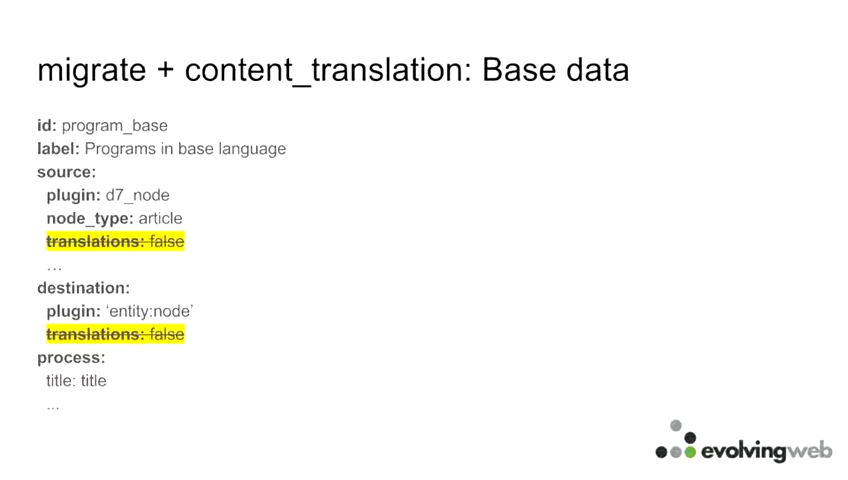 migrate + content_translation: Base data
id: program_base
label: Programs in base language
source:
plugin: d7_node
node_type: article
translations: false
...
destination:
plugin: ‘entity:node’
translations: false
process:
title: title
...
evolvingweb